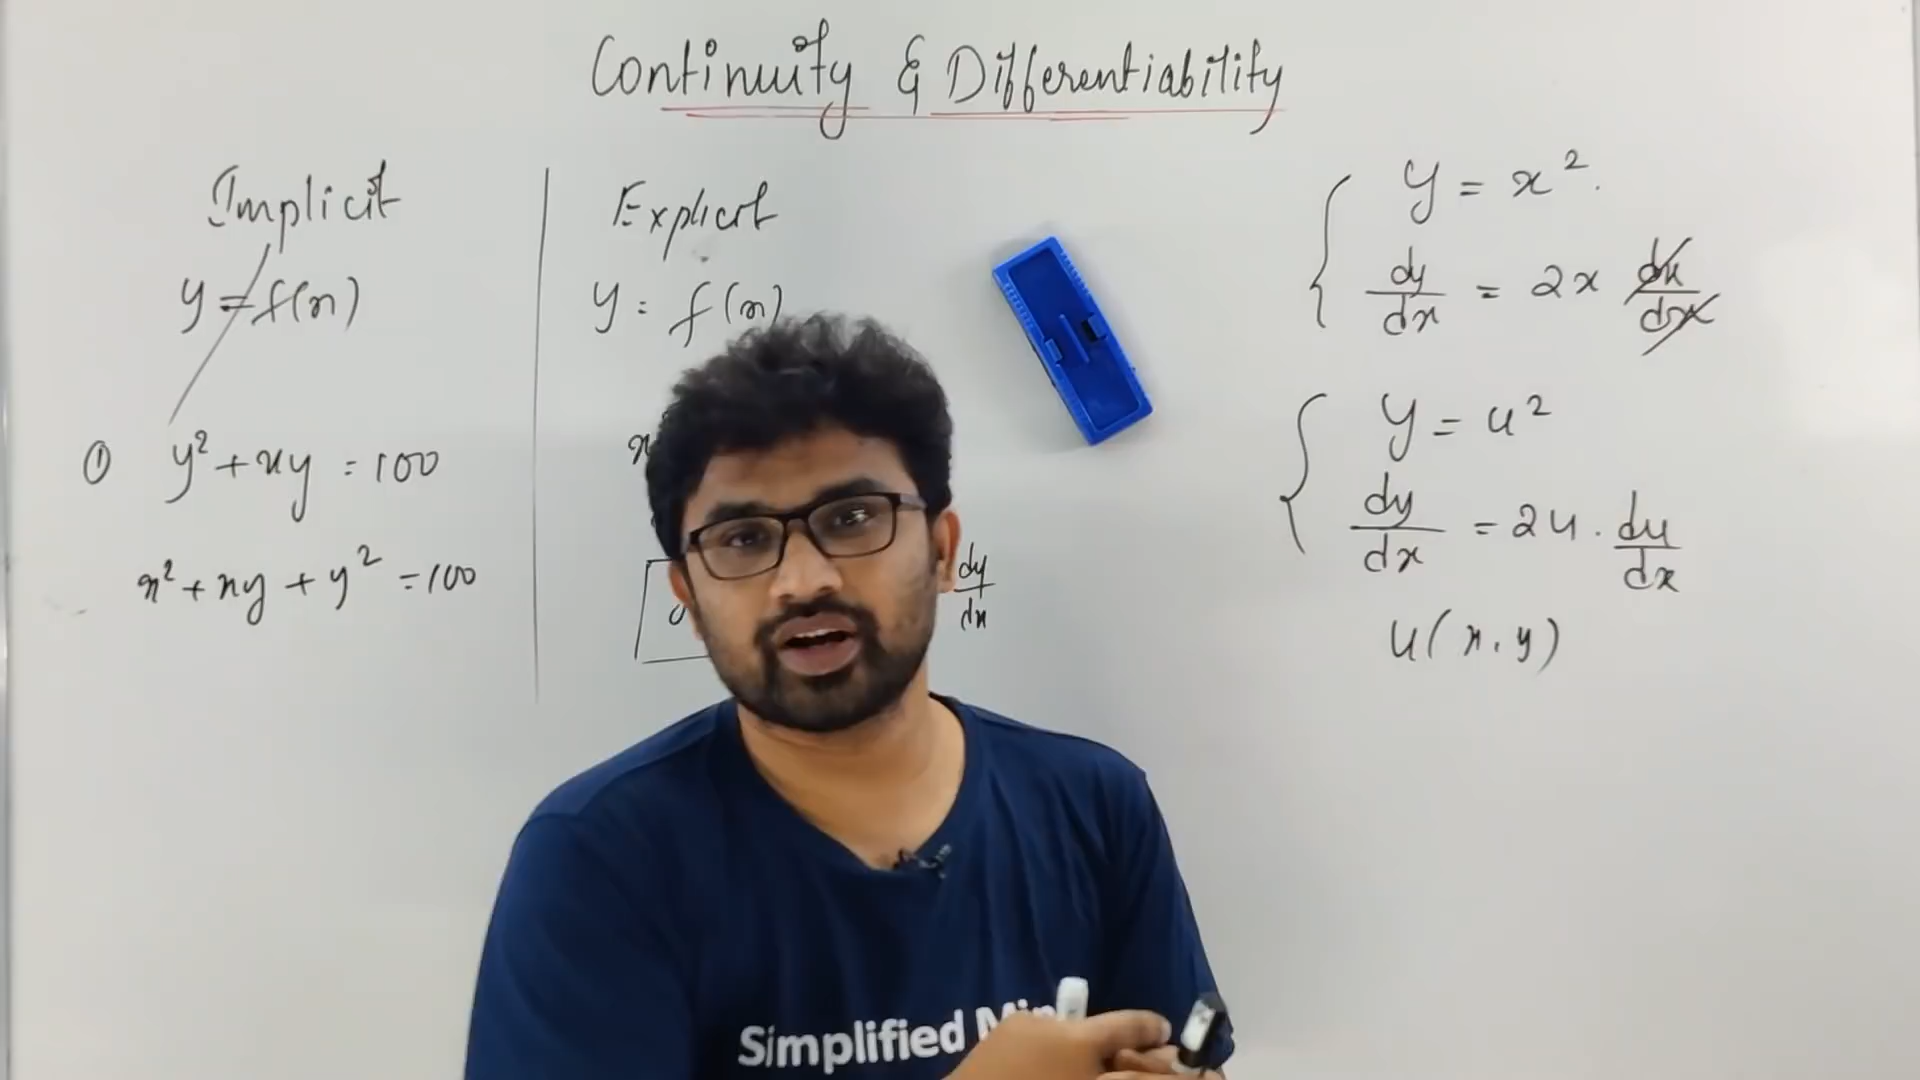 Continuity & Differentiability
Implicit
y = f(x)
① y² + xy = 100
x² + xy + y² = 100
Explicit
y = f(x)
x
dy/dx
y = x².
dy/dx = 2x dx/dx
y = u²
dy/dx = 2u . du/dx
u(x, y)
Simplified